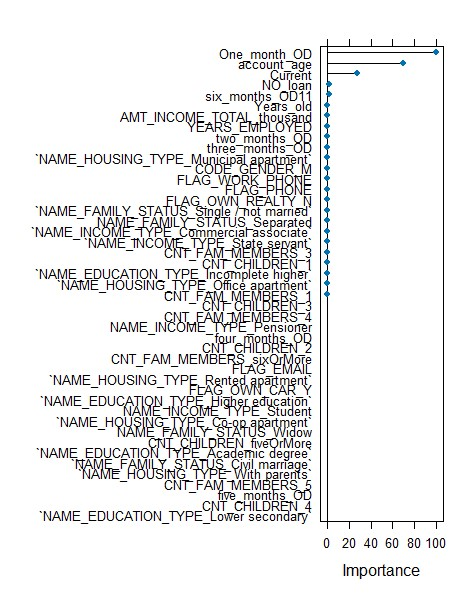 One_month_OD
account_age
Current
NO_loan
six_months_OD11
Years_old
AMT_INCOME_TOTAL_thousand
YEARS_EMPLOYED
two_months_OD
three_months_OD
`NAME_HOUSING_TYPE_Municipal apartment`
CODE_GENDER_M
FLAG_WORK_PHONE
FLAG_PHONE
FLAG_OWN_REALTY_N
`NAME_FAMILY_STATUS_Single / not married`
NAME_FAMILY_STATUS_Separated
`NAME_INCOME_TYPE_Commercial associate`
`NAME_INCOME_TYPE_State servant`
CNT_FAM_MEMBERS_3
CNT_CHILDREN_1
`NAME_EDUCATION_TYPE_Incomplete higher`
`NAME_HOUSING_TYPE_Office apartment`
CNT_FAM_MEMBERS_1
CNT_CHILDREN_3
CNT_FAM_MEMBERS_4
NAME_INCOME_TYPE_Pensioner
four_months_OD
CNT_CHILDREN_2
CNT_FAM_MEMBERS_sixOrMore
FLAG_EMAIL
`NAME_HOUSING_TYPE_Rented apartment`
FLAG_OWN_CAR_Y
`NAME_EDUCATION_TYPE_Higher education`
NAME_INCOME_TYPE_Student
`NAME_HOUSING_TYPE_Co-op apartment`
NAME_FAMILY_STATUS_Widow
CNT_CHILDREN_fiveOrMore
`NAME_EDUCATION_TYPE_Academic degree`
`NAME_FAMILY_STATUS_Civil marriage`
`NAME_HOUSING_TYPE_With parents`
CNT_FAM_MEMBERS_5
five_months_OD
CNT_CHILDREN_4
`NAME_EDUCATION_TYPE_Lower secondary`
0 20 40 60 80 100
Importance